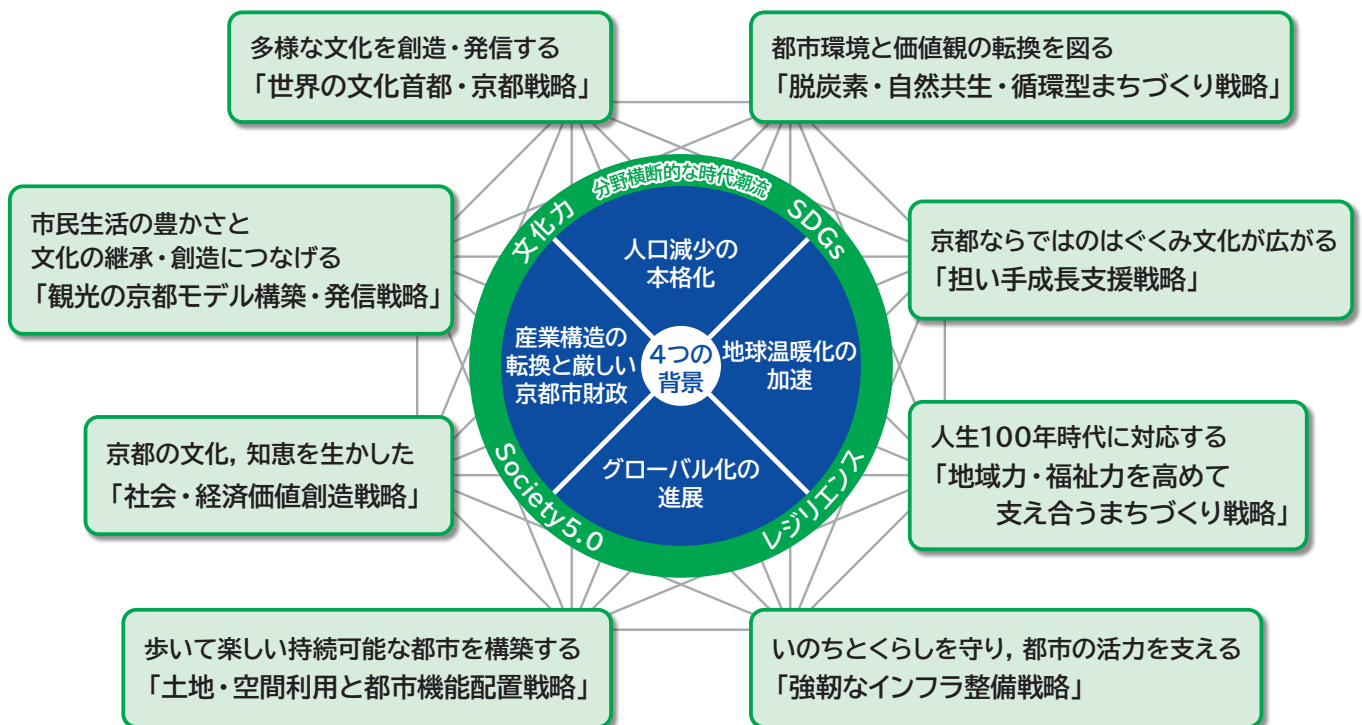 多様な文化を創造・発信する
「世界の文化首都・京都戦略」
都市環境と価値観の転換を図る
「脱炭素・自然共生・循環型まちづくり戦略」
市民生活の豊かさと
文化の継承・創造につなげる
「観光の京都モデル構築・発信戦略」
京都ならではのはぐくみ文化が広がる
「担い手成長支援戦略」
京都の文化, 知恵を生かした
「社会・経済価値創造戦略」
人生100年時代に対応する
「地域力・福祉力を高めて
支え合うまちづくり戦略」
歩いて楽しい持続可能な都市を構築する
「土地・空間利用と都市機能配置戦略」
いのちとくらしを守り, 都市の活力を支える
「強靭なインフラ整備戦略」
分野横断的な時代潮流
文化力
SDGs
Society5.0
レジリエンス
人口減少の
本格化
産業構造の
転換と厳しい
京都市財政
4つの
背景
地球温暖化の
加速
グローバル化の
進展